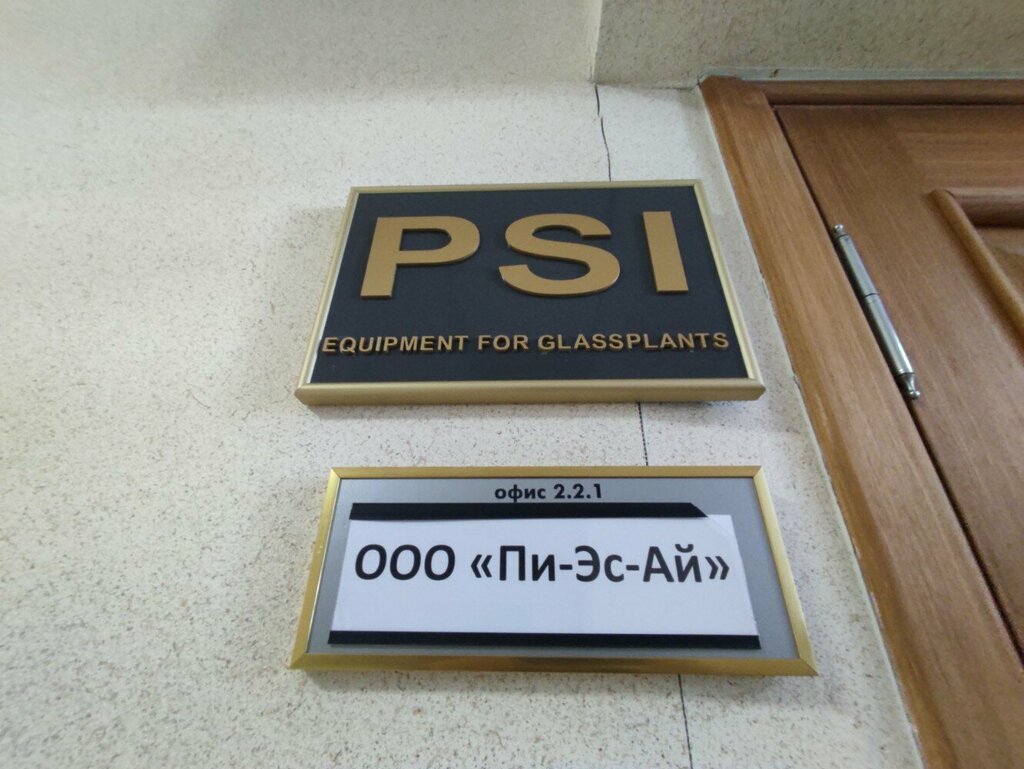 PSI
EQUIPMENT FOR GLASSPLANTS
офис 2.2.1
ООО «Пи-Эс-Ай»